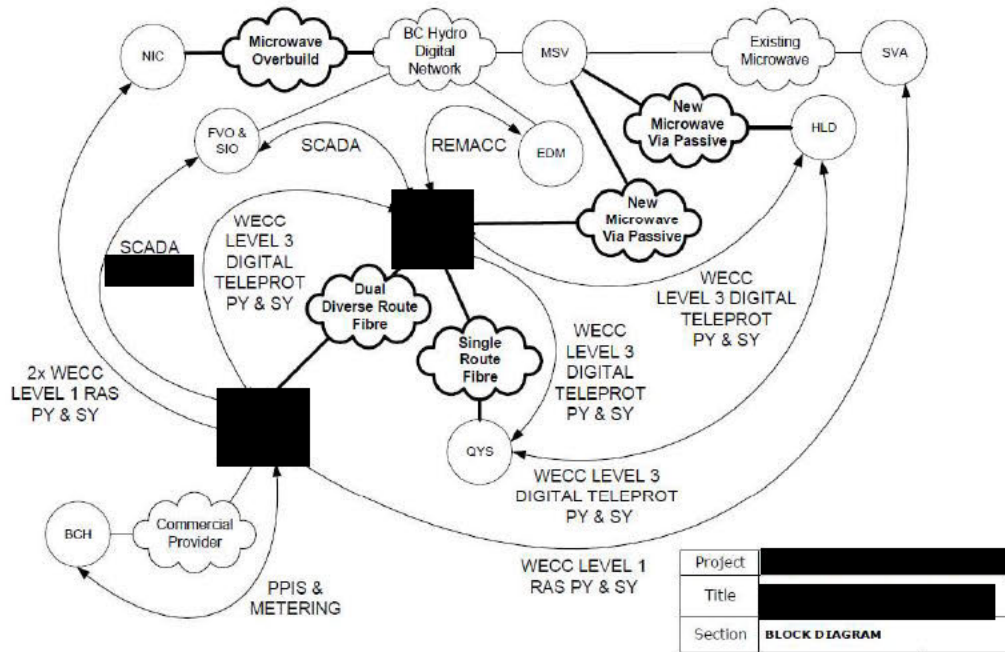 NIC
Microwave
Overbuild
BC Hydro
Digital
Network
MSV
Existing
Microwave
SVA
FVO &
SIO
SCADA
REMACC
EDM
New
Microwave
Via Passive
HLD
New
Microwave
Via Passive
SCADA
WECC
LEVEL 3
DIGITAL
TELEPROT
PY & SY
WECC
LEVEL 3 DIGITAL
TELEPROT
PY & SY
Dual
Diverse Route
Fibre
Single
Route
Fibre
WECC
LEVEL 3
DIGITAL
TELEPROT
PY & SY
2x WECC
LEVEL 1 RAS
PY & SY
QYS
WECC LEVEL 3
DIGITAL TELEPROT
PY & SY
BCH
Commercial
Provider
PPIS &
METERING
WECC LEVEL 1
RAS PY & SY
Project
Title
Section BLOCK DIAGRAM